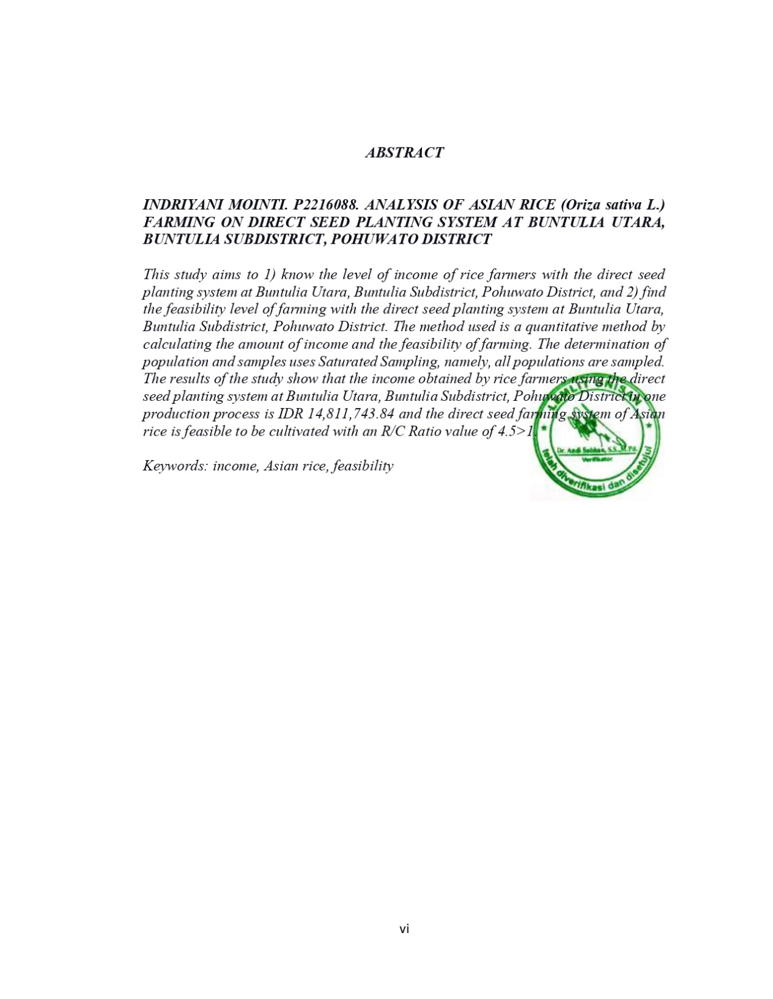 ABSTRACT
INDRIYANI MOINTI. P2216088. ANALYSIS OF ASIAN RICE (Oriza sativa L.)
FARMING ON DIRECT SEED PLANTING SYSTEM AT BUNTULIA UTARA,
BUNTULIA SUBDISTRICT, POHUWATO DISTRICT
This study aims to 1) know the level of income of rice farmers with the direct seed
planting system at Buntulia Utara, Buntulia Subdistrict, Pohuwato District, and 2) find
the feasibility level of farming with the direct seed planting system at Buntulia Utara,
Buntulia Subdistrict, Pohuwato District. The method used is a quantitative method by
calculating the amount of income and the feasibility of farming. The determination of
population and samples uses Saturated Sampling, namely, all populations are sampled.
The results of the study show that the income obtained by rice farmers using the direct
seed planting system at Buntulia Utara, Buntulia Subdistrict, Pohuwato District in one
production process is IDR 14,811,743.84 and the direct seed farming system of Asian
rice is feasible to be cultivated with an R/C Ratio value of 4.5>1.
Keywords: income, Asian rice, feasibility
LEMLIT UNISAN
Dr. Andi Subhan, S.S.,M.Pd.
Verifikator
telah diverifikasi dan disetujui
vi